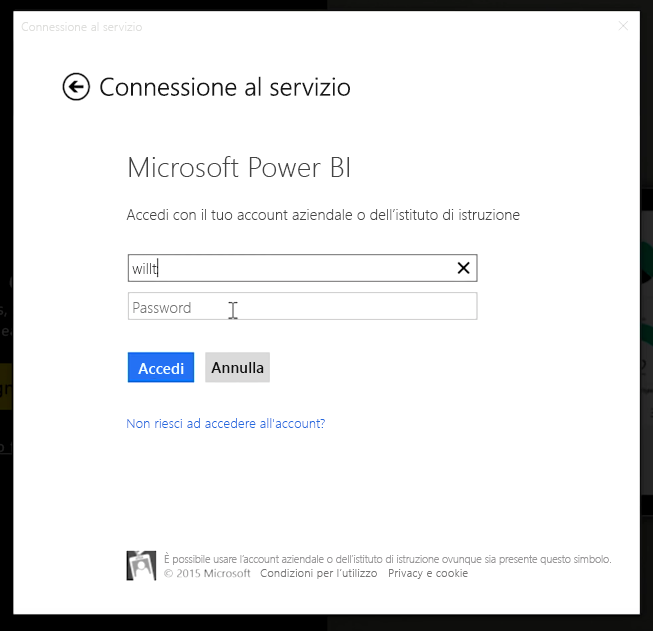 Connessione al servizio
Connessione al servizio
Microsoft Power BI
Accedi con il tuo account aziendale o dell'istituto di istruzione
willt
Password
Accedi Annulla
Non riesci ad accedere all'account?
È possibile usare l'account aziendale o dell'istituto di istruzione ovunque sia presente questo simbolo.
© 2015 Microsoft Condizioni per l'utilizzo Privacy e cookie